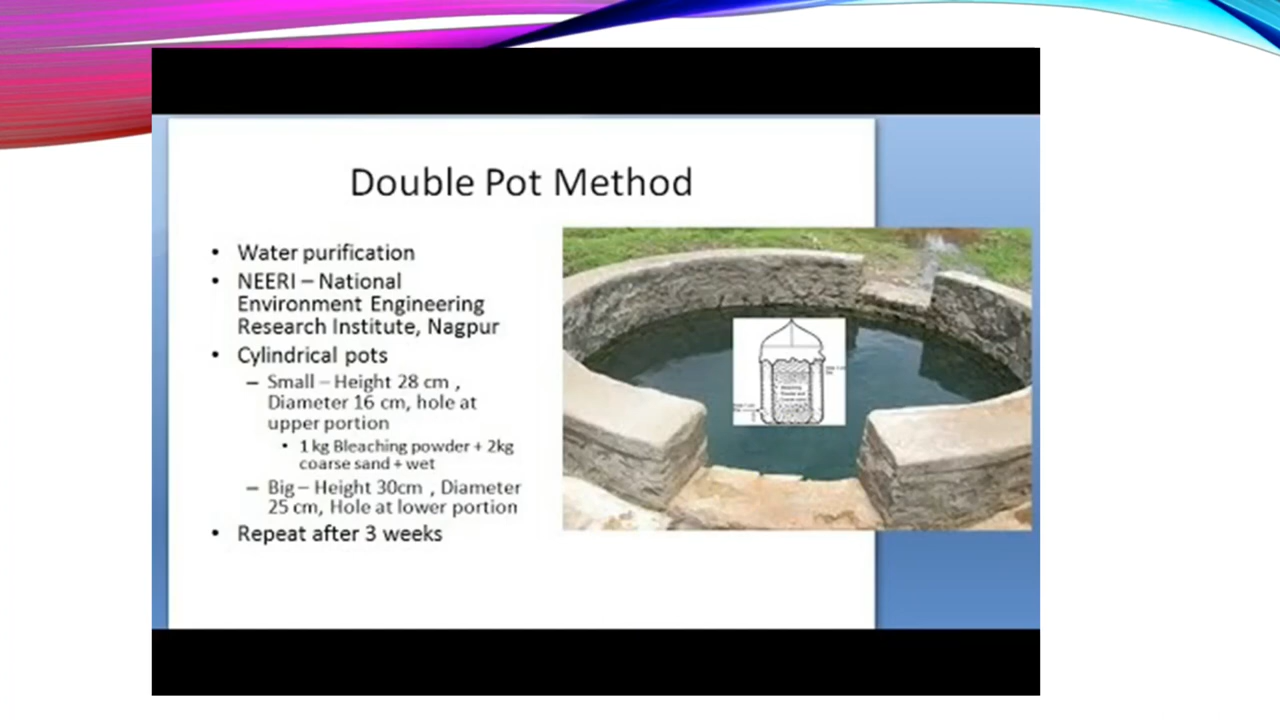 Double Pot Method
• Water purification
• NEERI – National
Environment Engineering
Research Institute, Nagpur
• Cylindrical pots
– Small – Height 28 cm ,
Diameter 16 cm, hole at
upper portion
• 1 kg Bleaching powder + 2kg
coarse sand + wet
– Big – Height 30cm , Diameter
25 cm, Hole at lower portion
• Repeat after 3 weeks